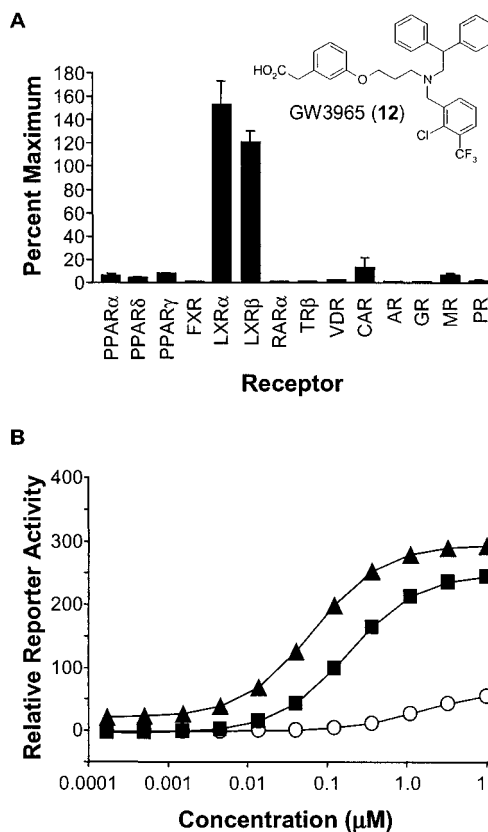 A
Percent Maximum
180
160
140
120
100
80
60
40
20
0
HO₂C
O
N
Cl
CF₃
GW3965 (12)
PPARα
PPARδ
PPARγ
FXR
LXRα
LXRβ
RARα
TRβ
VDR
CAR
AR
GR
MR
PR
Receptor
B
Relative Reporter Activity
400
300
200
100
0
0.0001
0.001
0.01
0.1
1.0
1
Concentration (μM)